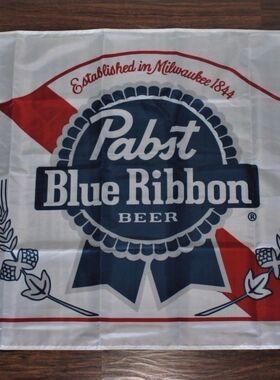 Established in Milwaukee 1844
Pabst
Blue Ribbon
BEER ®